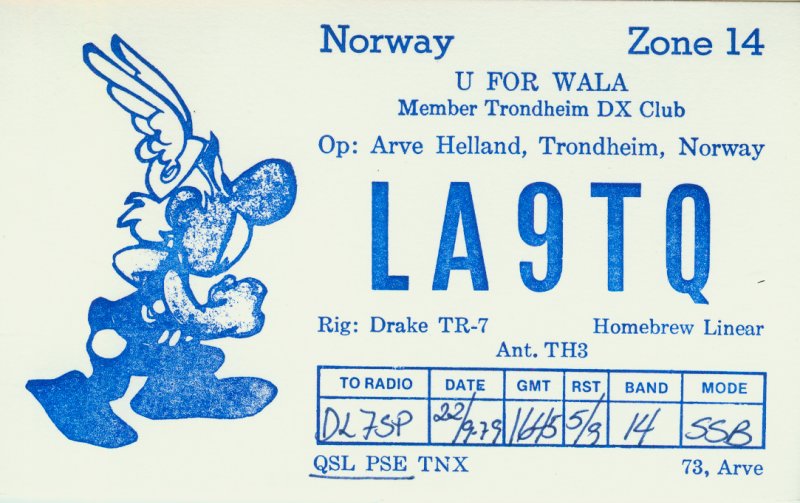 Norway Zone 14
U FOR WALA
Member Trondheim DX Club
Op: Arve Helland, Trondheim, Norway
LA9TQ
Rig: Drake TR-7 Homebrew Linear
Ant. TH3
TO RADIO DATE GMT RST BAND MODE
DL7SP 22/9-79 1645 5/9 14 SSB
QSL PSE TNX 73, Arve